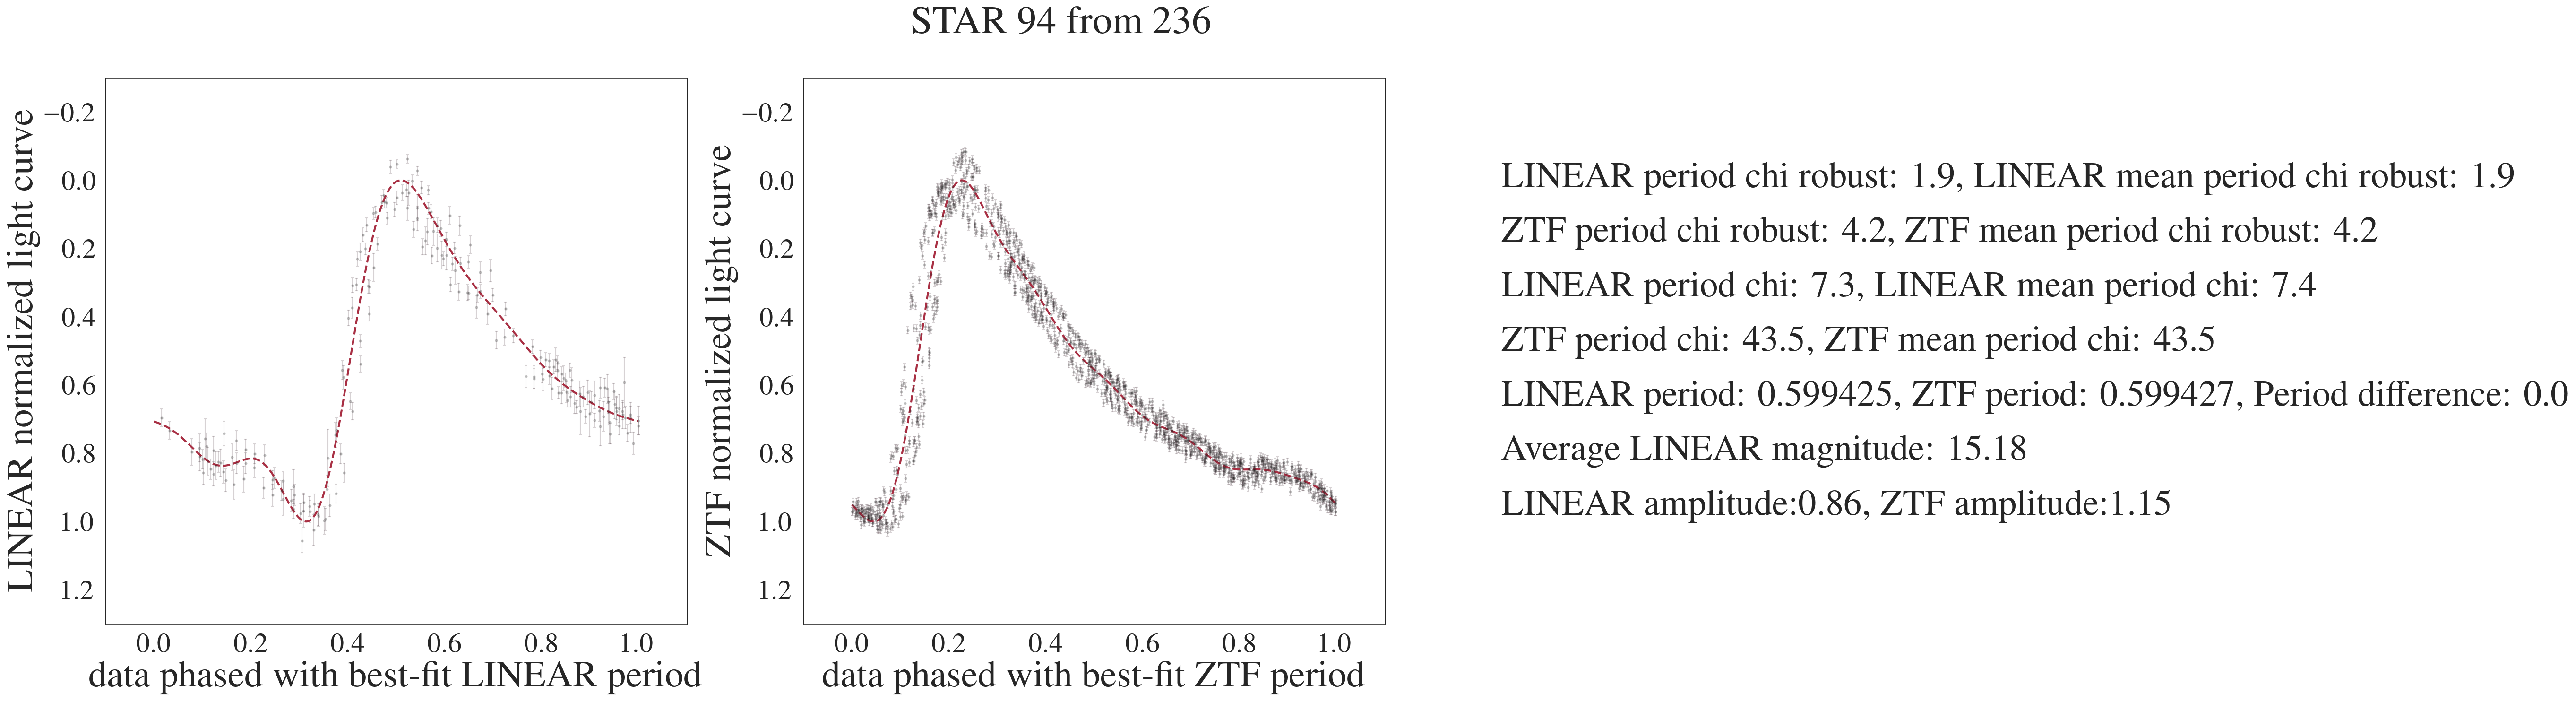 STAR 94 from 236
LINEAR normalized light curve
−0.2
0.0
0.2
0.4
0.6
0.8
1.0
1.2
0.0 0.2 0.4 0.6 0.8 1.0
data phased with best-fit LINEAR period
ZTF normalized light curve
−0.2
0.0
0.2
0.4
0.6
0.8
1.0
1.2
0.0 0.2 0.4 0.6 0.8 1.0
data phased with best-fit ZTF period
LINEAR period chi robust: 1.9, LINEAR mean period chi robust: 1.9
ZTF period chi robust: 4.2, ZTF mean period chi robust: 4.2
LINEAR period chi: 7.3, LINEAR mean period chi: 7.4
ZTF period chi: 43.5, ZTF mean period chi: 43.5
LINEAR period: 0.599425, ZTF period: 0.599427, Period difference: 0.0
Average LINEAR magnitude: 15.18
LINEAR amplitude:0.86, ZTF amplitude:1.15